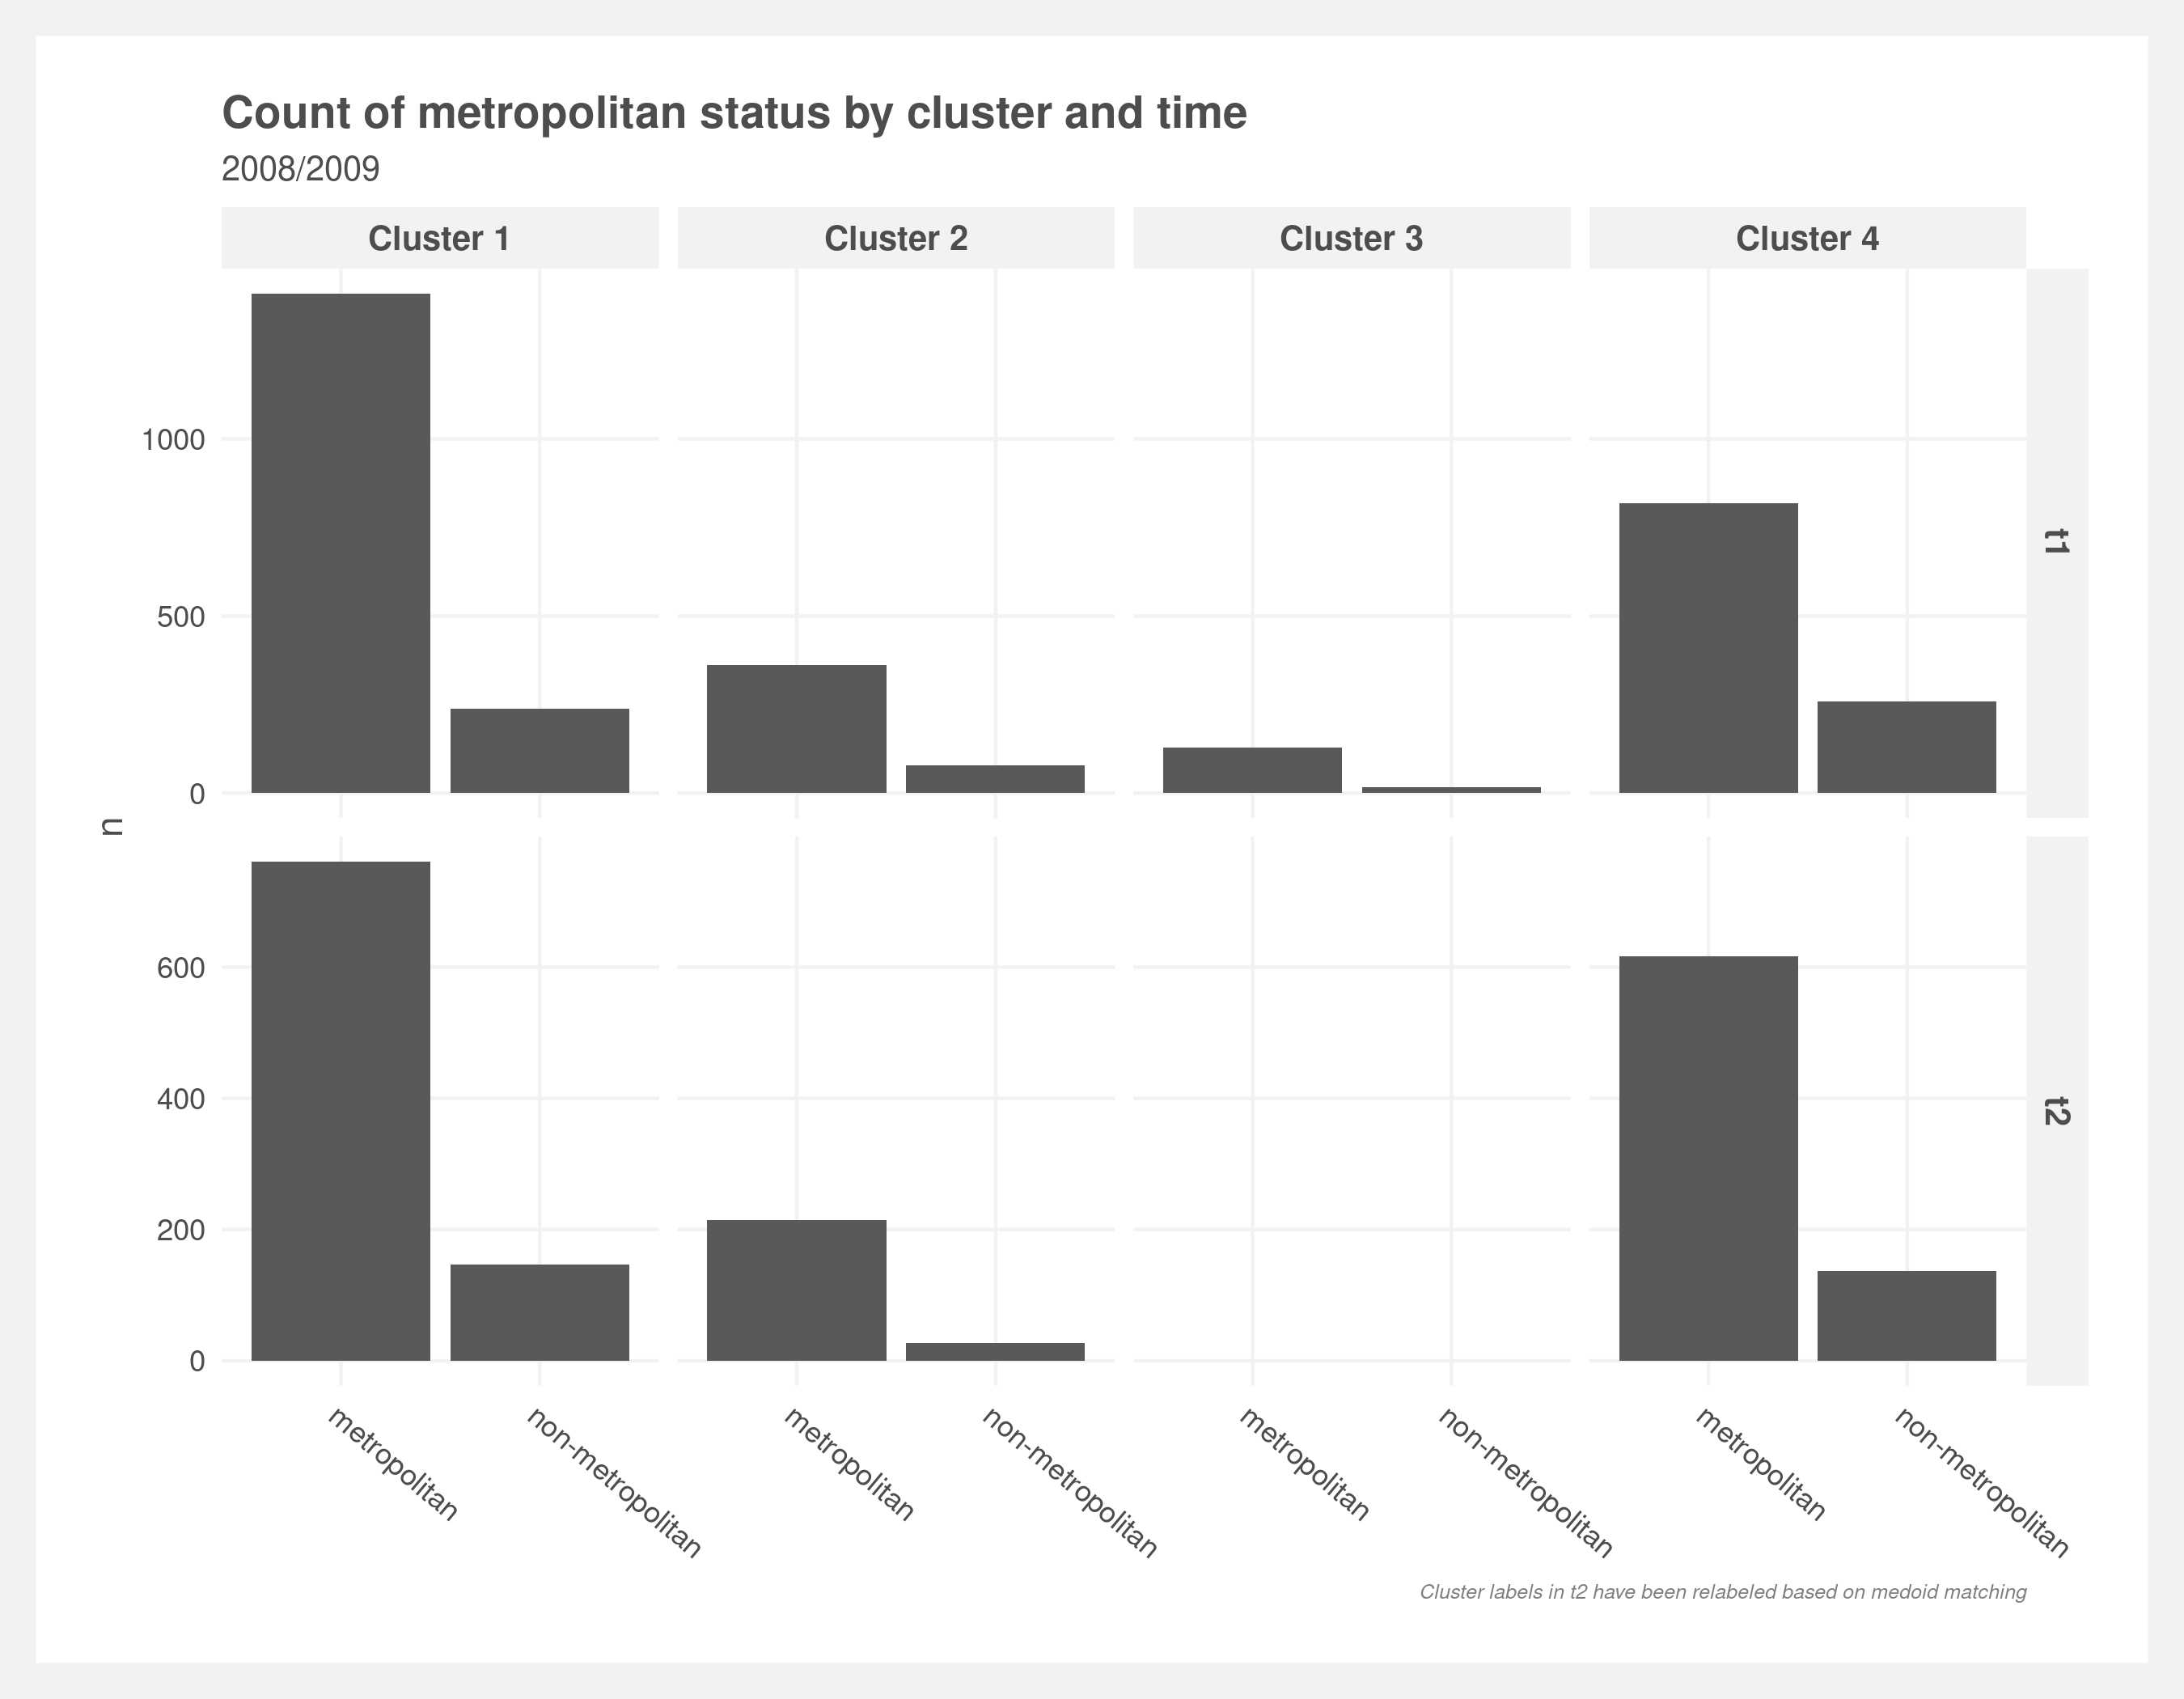 Count of metropolitan status by cluster and time
2008/2009
Cluster 1
Cluster 2
Cluster 3
Cluster 4
1000
500
0
t1
n
600
400
200
0
t2
metropolitan
non-metropolitan
metropolitan
non-metropolitan
metropolitan
non-metropolitan
metropolitan
non-metropolitan
Cluster labels in t2 have been relabeled based on medoid matching